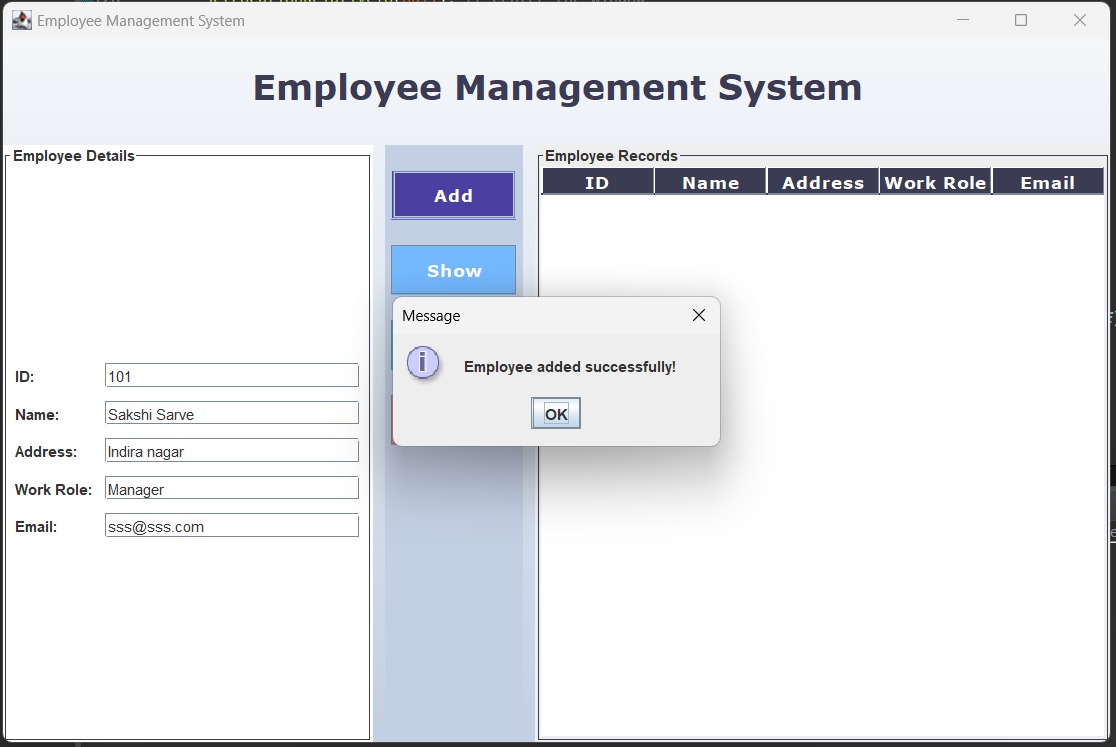 Employee Management System
Employee Management System
Employee Details
ID: 101
Name: Sakshi Sarve
Address: Indira nagar
Work Role: Manager
Email: sss@sss.com
Add
Show
Employee Records
ID Name Address Work Role Email
Message
Employee added successfully!
OK